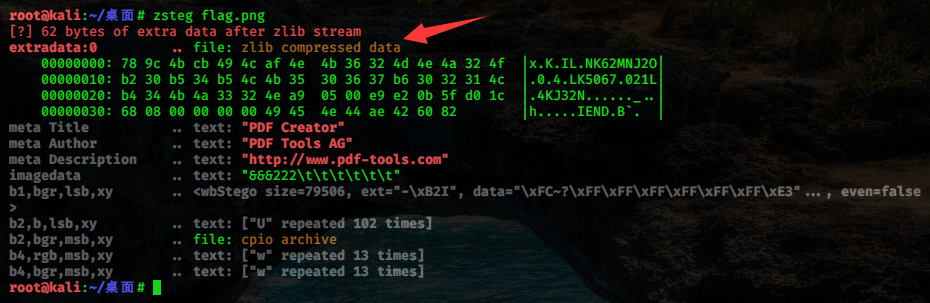 root@kali:~/桌面# zsteg flag.png
[?] 62 bytes of extra data after zlib stream
extradata:0 .. file: zlib compressed data
00000000: 78 9c 4b cb 49 4c af 4e 4b 36 32 4d 4e 4a 32 4f |x.K.IL.NK62MNJ2O|
00000010: b2 30 b5 34 b5 4c 4b 35 30 36 37 b6 30 32 31 4c |.0.4.LK5067.021L|
00000020: b4 34 4b 4a 33 32 4e a9 05 00 e9 e2 0b 5f d0 1c |.4KJ32N......_..|
00000030: 68 08 00 00 00 00 49 45 4e 44 ae 42 60 82 |h.....IEND.B`. |
meta Title .. text: "PDF Creator"
meta Author .. text: "PDF Tools AG"
meta Description .. text: "http://www.pdf-tools.com"
imagedata .. text: "&&&222\t\t\t\t\t\t"
b1,bgr,lsb,xy .. <wbStego size=79506, ext="-\xB2I", data="\xFC~?\xFF\xFF\xFF\xFF\xFF\xFF\xE3"..., even=false
>
b2,b,lsb,xy .. text: ["U" repeated 102 times]
b2,bgr,msb,xy .. file: cpio archive
b4,rgb,msb,xy .. text: ["w" repeated 13 times]
b4,bgr,msb,xy .. text: ["w" repeated 13 times]
root@kali:~/桌面#